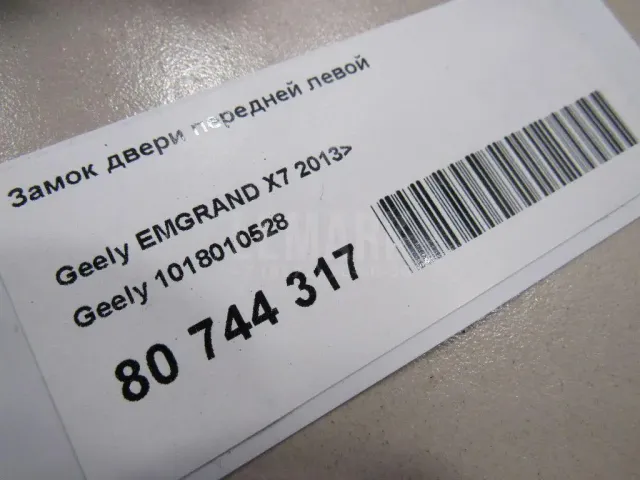 Замок двери передней левой
Geely EMGRAND X7 2013>
Geely 1018010528
80 744 317